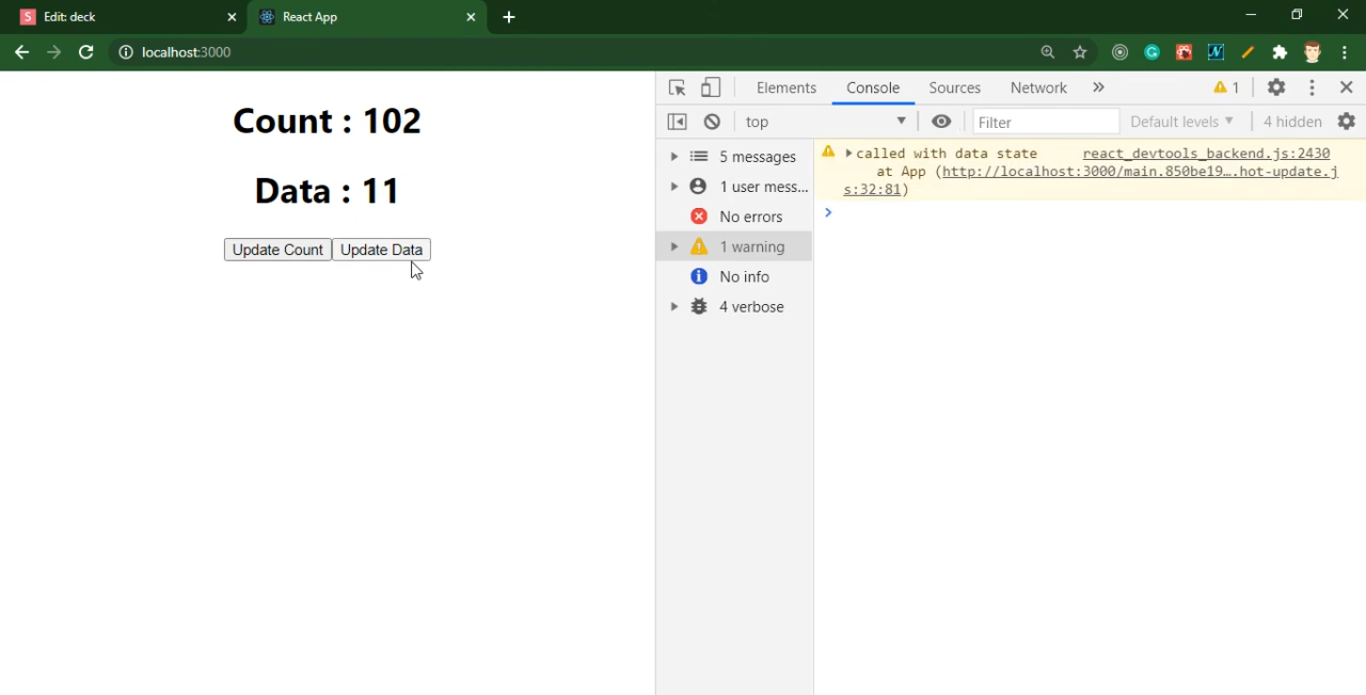 Edit: deck
React App
localhost:3000
Count : 102
Data : 11
Update Count Update Data
Elements Console Sources Network » 1
top Filter Default levels 4 hidden
5 messages
1 user mess...
No errors
1 warning
No info
4 verbose
called with data state react_devtools_backend.js:2430
at App (http://localhost:3000/main.850be19….hot-update.j
s:32:81)